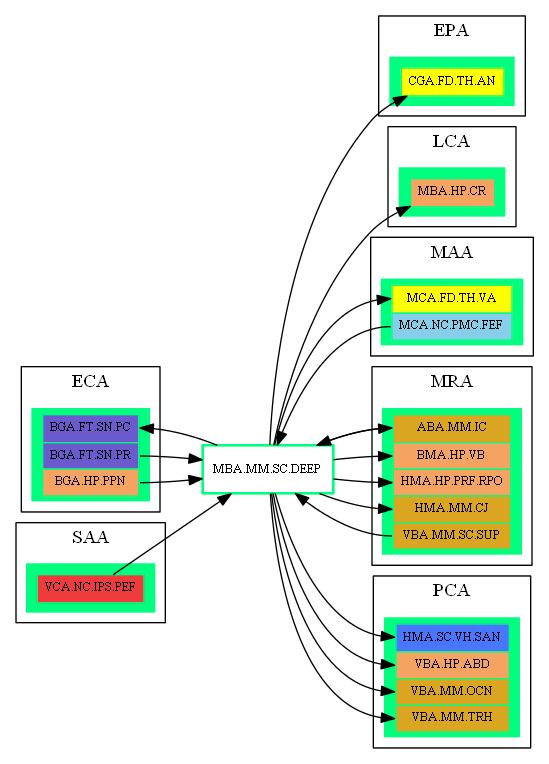 EPA
CGA.FD.TH.AN
LCA
MBA.HP.CR
MAA
MCA.FD.TH.VA
MCA.NC.PMC.FEF
ECA
BGA.FT.SN.PC
BGA.FT.SN.PR
BGA.HP.PPN
MBA.MM.SC.DEEP
MRA
ABA.MM.IC
BMA.HP.VB
HMA.HP.PRF.RPO
HMA.MM.CJ
VBA.MM.SC.SUP
SAA
VCA.NC.IPS.PEF
PCA
HMA.SC.VH.SAN
VBA.HP.ABD
VBA.MM.OCN
VBA.MM.TRH